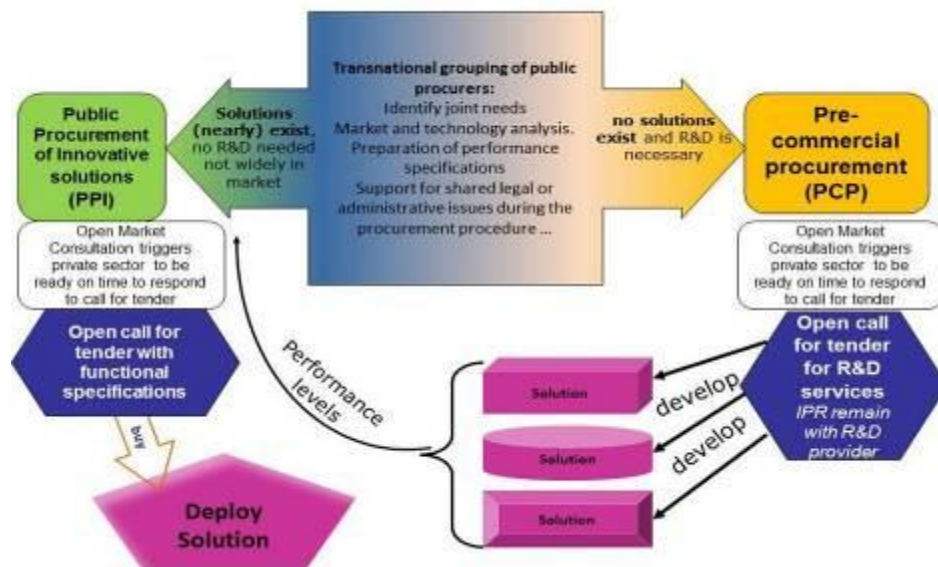 Transnational grouping of public
procurers:
Identify joint needs
Market and technology analysis.
Preparation of performance
specifications
Support for shared legal or
administrative issues during the
procurement procedure ...
Solutions
(nearly) exist,
no R&D needed
not widely in
market
no solutions
exist and R&D is
necessary
Public
Procurement
of Innovative
solutions
(PPI)
Pre-
commercial
procurement
(PCP)
Open Market
Consultation triggers
private sector to be
ready on time to respond
to call for tender
Open Market
Consultation triggers
private sector to be
ready on time to respond
to call for tender
Open call for
tender with
functional
specifications
Open call
for tender
for R&D
services
IPR remain
with R&D
provider
Performance
levels
Solution
develop
Solution
develop
Solution
buy
Deploy
Solution